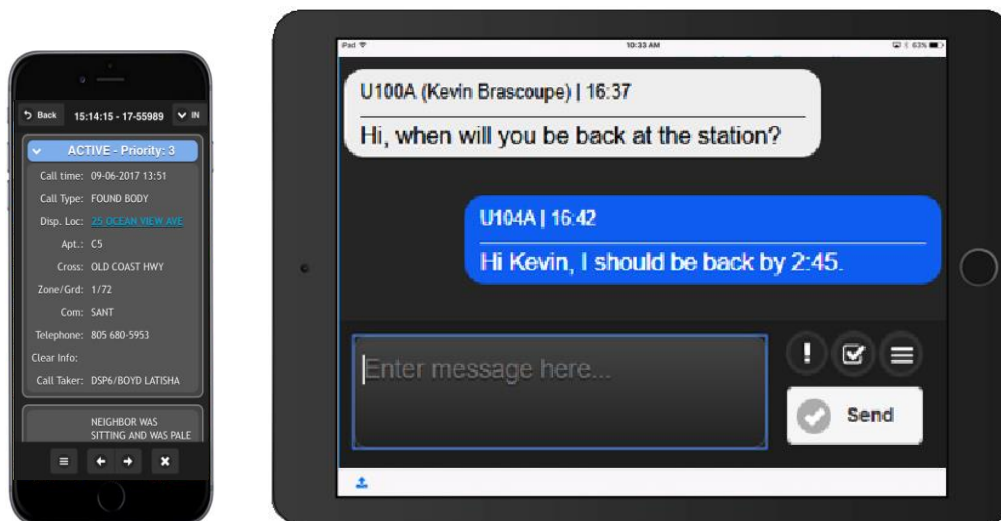 Back 15:14:15 - 17-55989 IN
ACTIVE - Priority: 3
Call time: 09-06-2017 13:51
Call Type: FOUND BODY
Disp. Loc: 25 OCEAN VIEW AVE
Apt.: C5
Cross: OLD COAST HWY
Zone/Grd: 1/72
Com: SANT
Telephone: 805 680-5953
Clear Info:
Call Taker: DSP6/BOYD LATISHA
NEIGHBOR WAS
SITTING AND WAS PALE
iPad 10:33 AM 63%
U100A (Kevin Brascoupe) | 16:37
Hi, when will you be back at the station?
U104A | 16:42
Hi Kevin, I should be back by 2:45.
Enter message here...
Send